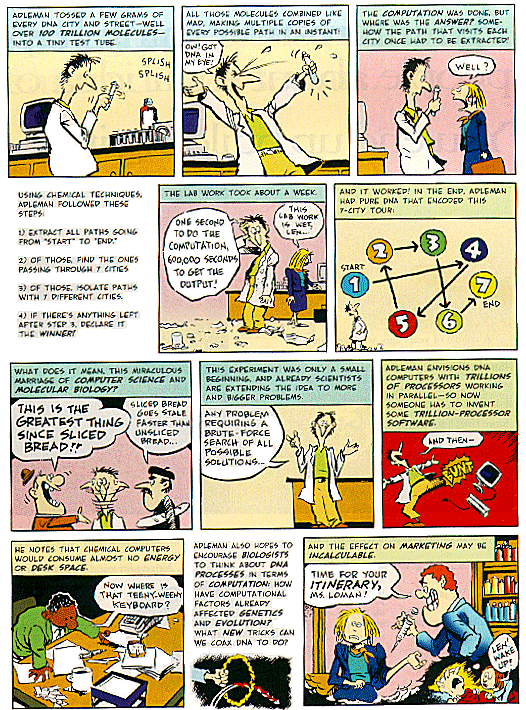 ADLEMAN TOSSED A FEW GRAMS OF
EVERY DNA CITY AND STREET—WELL
OVER 100 TRILLION MOLECULES—
INTO A TINY TEST TUBE.
SPLISH
SPLISH
ALL THOSE MOLECULES COMBINED LIKE
MAD, MAKING MULTIPLE COPIES OF
EVERY POSSIBLE PATH IN AN INSTANT!
OW! GOT
DNA IN
MY EYE!
THE COMPUTATION WAS DONE, BUT
WHERE WAS THE ANSWER? SOME-
HOW THE PATH THAT VISITS EACH
CITY ONCE HAD TO BE EXTRACTED!
WELL?
USING CHEMICAL TECHNIQUES,
ADLEMAN FOLLOWED THESE
STEPS:
1) EXTRACT ALL PATHS GOING
FROM "START" TO "END."
2) OF THOSE, FIND THE ONES
PASSING THROUGH 7 CITIES.
3) OF THOSE, ISOLATE PATHS
WITH 7 DIFFERENT CITIES.
4) IF THERE'S ANYTHING LEFT
AFTER STEP 3, DECLARE IT
THE WINNER!
THE LAB WORK TOOK ABOUT A WEEK.
ONE SECOND
TO DO THE
COMPUTATION,
600,000 SECONDS
TO GET THE
OUTPUT!
THIS
LAB WORK
IS WET,
LEN...
AND IT WORKED! IN THE END, ADLEMAN
HAD PURE DNA THAT ENCODED THIS
7-CITY TOUR:
2
3
4
START
1
7
END
5
6
WHAT DOES IT MEAN, THIS MIRACULOUS
MARRIAGE OF COMPUTER SCIENCE AND
MOLECULAR BIOLOGY?
THIS IS THE
GREATEST THING
SINCE SLICED
BREAD!?
SLICED BREAD
GOES STALE
FASTER THAN
UNSLICED
BREAD...
THIS EXPERIMENT WAS ONLY A SMALL
BEGINNING, AND ALREADY SCIENTISTS
ARE EXTENDING THE IDEA TO MORE
AND BIGGER PROBLEMS.
ANY PROBLEM
REQUIRING A
BRUTE-FORCE
SEARCH OF ALL
POSSIBLE
SOLUTIONS...
ADLEMAN ENVISIONS DNA
COMPUTERS WITH TRILLIONS
OF PROCESSORS WORKING
IN PARALLEL—SO NOW
SOMEONE HAS TO INVENT
SOME TRILLION-PROCESSOR
SOFTWARE.
AND THEN—
PUNT!
HE NOTES THAT CHEMICAL COMPUTERS
WOULD CONSUME ALMOST NO ENERGY
OR DESK SPACE.
NOW WHERE IS
THAT TEENY-WEENY
KEYBOARD?
ADLEMAN ALSO HOPES TO
ENCOURAGE BIOLOGISTS
TO THINK ABOUT DNA
PROCESSES IN TERMS
OF COMPUTATION: HOW
HAVE COMPUTATIONAL
FACTORS ALREADY
AFFECTED GENETICS
AND EVOLUTION?
WHAT NEW TRICKS CAN
WE COAX DNA TO DO?
AND THE EFFECT ON MARKETING MAY BE
INCALCULABLE.
TIME FOR YOUR
ITINERARY,
MS. LOMAN!
LEN!
WAKE
UP!